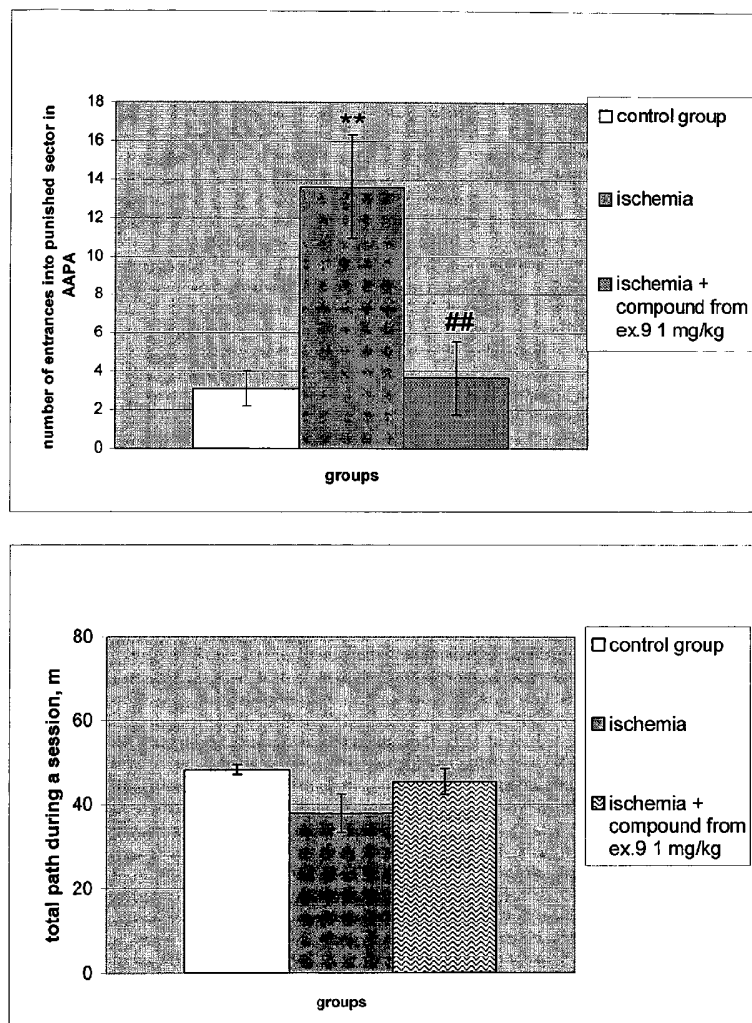 number of entrances into punished sector in
AAPA
18
16
14
12
10
8
6
4
2
0
**
##
groups
control group
ischemia
ischemia +
compound from
ex.9 1 mg/kg
total path during a session, m
80
60
40
20
0
groups
control group
ischemia
ischemia +
compound from
ex.9 1 mg/kg